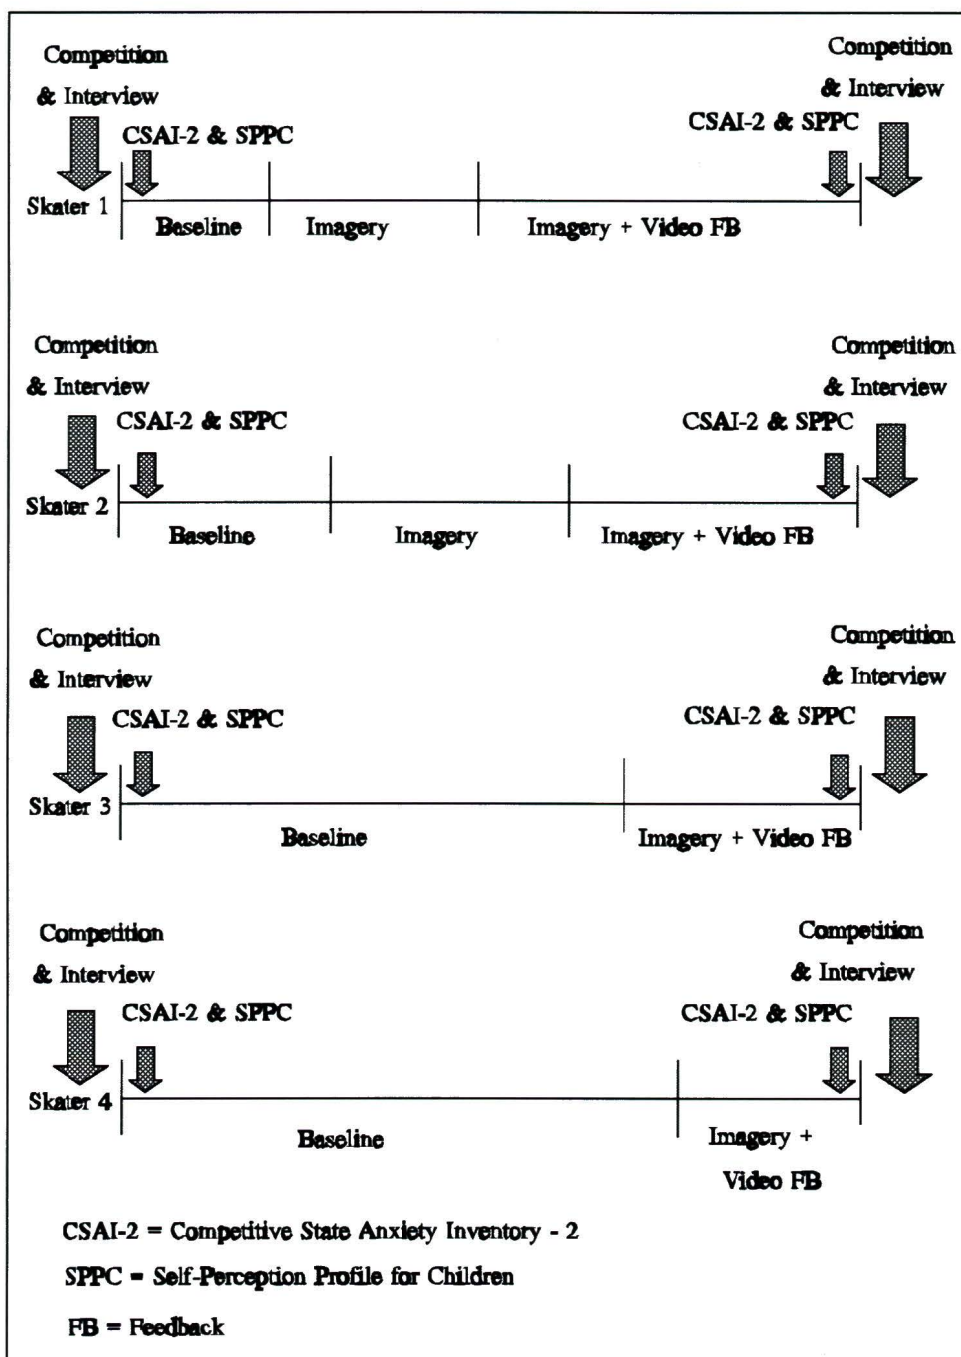 Competition
& Interview
CSAI-2 & SPPC
CSAI-2 & SPPC
Competition
& Interview
Skater 1
Baseline
Imagery
Imagery + Video FB
Competition
& Interview
CSAI-2 & SPPC
CSAI-2 & SPPC
Competition
& Interview
Skater 2
Baseline
Imagery
Imagery + Video FB
Competition
& Interview
CSAI-2 & SPPC
CSAI-2 & SPPC
Competition
& Interview
Skater 3
Baseline
Imagery + Video FB
Competition
& Interview
CSAI-2 & SPPC
CSAI-2 & SPPC
Competition
& Interview
Skater 4
Baseline
Imagery +
Video FB
CSAI-2 = Competitive State Anxiety Inventory - 2
SPPC = Self-Perception Profile for Children
FB = Feedback